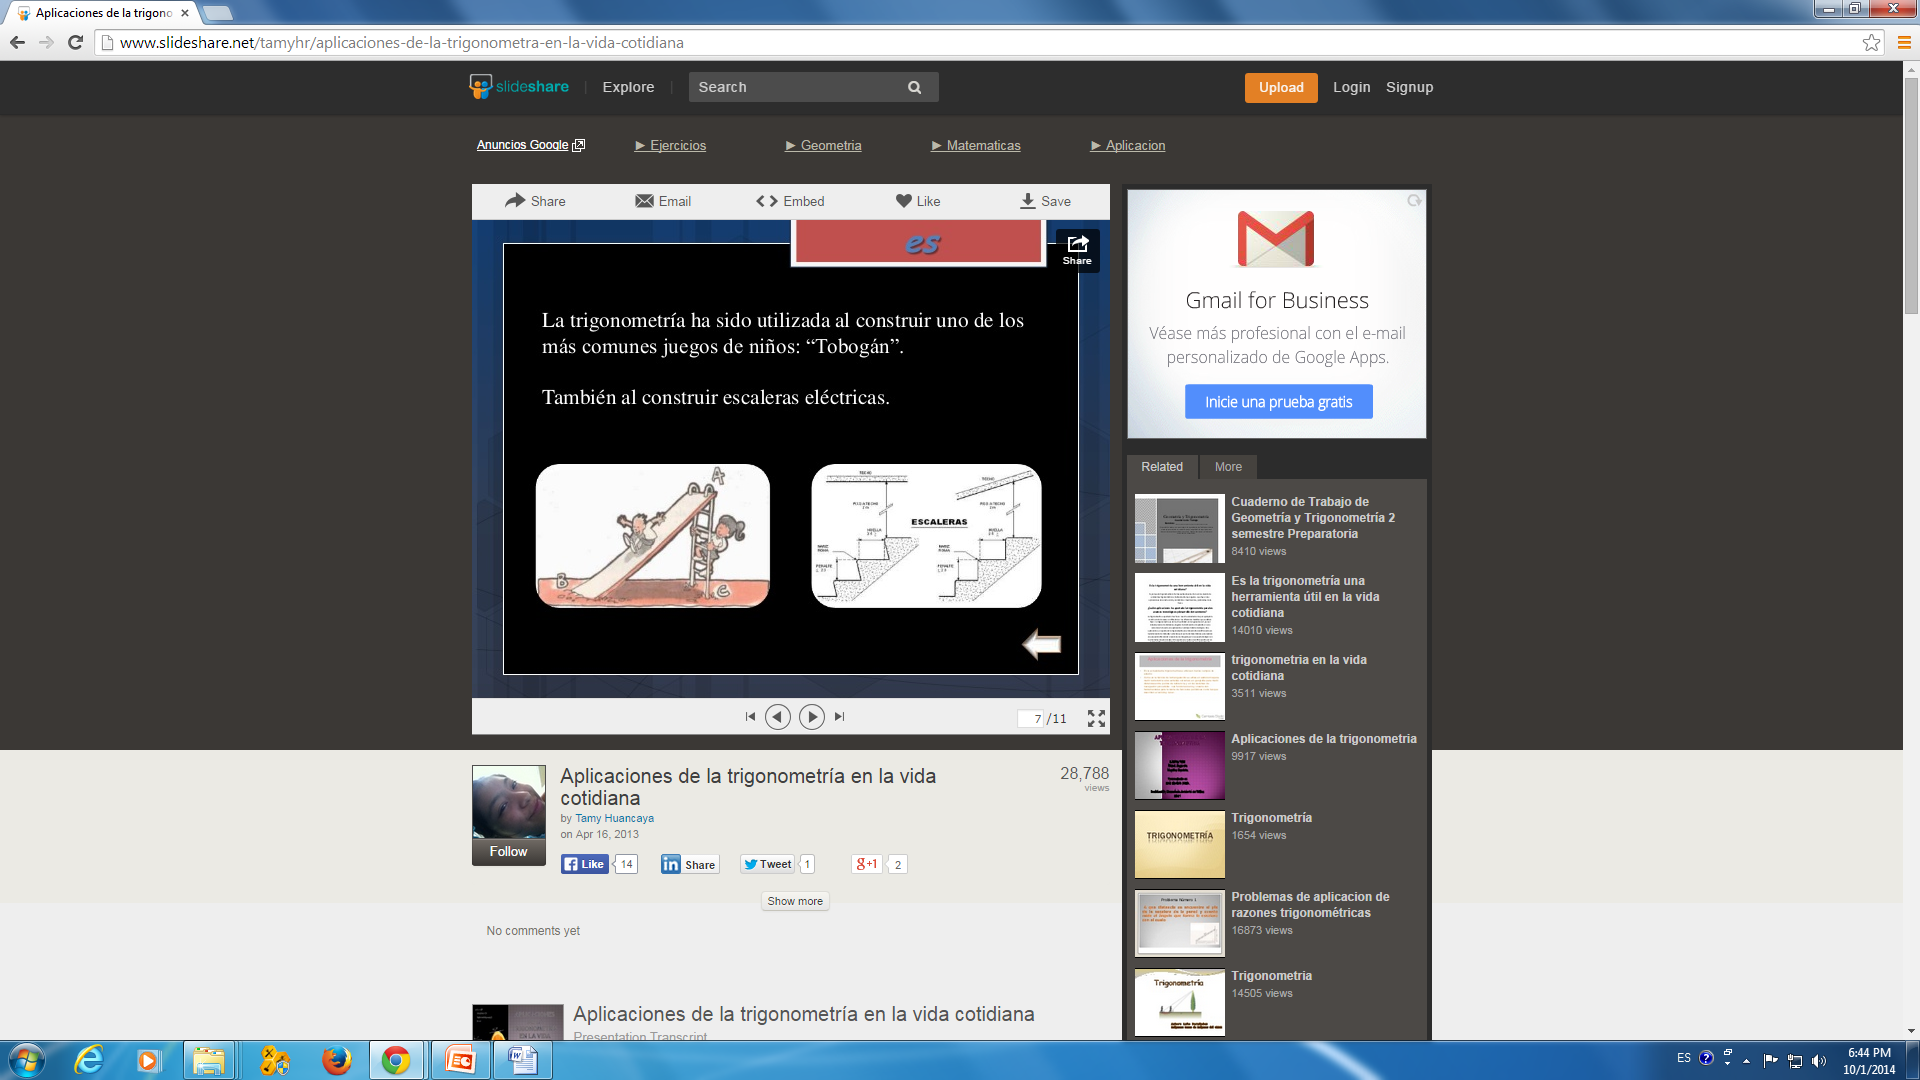 Aplicaciones de la trigono
www.slideshare.net/tamyhr/aplicaciones-de-la-trigonometra-en-la-vida-cotidiana
slideshare
Explore
Search
Upload
Login
Signup
Anuncios Google
► Ejercicios
► Geometria
► Matematicas
► Aplicacion
Share
Email
Embed
Like
Save
es
Share
La trigonometría ha sido utilizada al construir uno de los
más comunes juegos de niños: “Tobogán”.
También al construir escaleras eléctricas.
A
B
C
ESCALERAS
7 /11
Gmail for Business
Véase más profesional con el e-mail
personalizado de Google Apps.
Inicie una prueba gratis
Related
More
Cuaderno de Trabajo de
Geometría y Trigonometría 2
semestre Preparatoria
8410 views
Es la trigonometría una
herramienta útil en la vida
cotidiana
14010 views
trigonometria en la vida
cotidiana
3511 views
Aplicaciones de la trigonometria
9917 views
TRIGONOMETRÍA
Trigonometría
1654 views
Problemas de aplicacion de
razones trigonométricas
16873 views
Trigonometría
Trigonometria
14505 views
Follow
Aplicaciones de la trigonometría en la vida
cotidiana
by Tamy Huancaya
on Apr 16, 2013
28,788
views
Like 14
Share
Tweet 1
+1 2
Show more
No comments yet
Aplicaciones de la trigonometría en la vida cotidiana
Presentation Transcript
ES
6:44 PM
10/1/2014